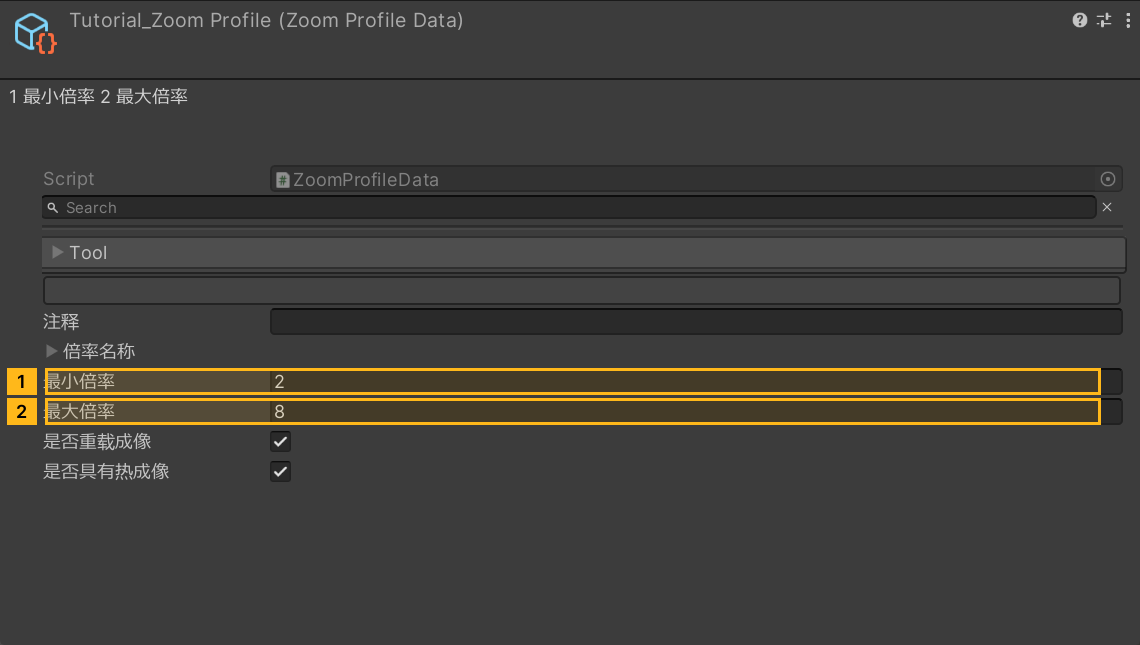 Tutorial_Zoom Profile (Zoom Profile Data)
1 最小倍率 2 最大倍率
Script
#ZoomProfileData
Search
Tool
注释
倍率名称
1 最小倍率 2
2 最大倍率 8
是否重载成像
是否具有热成像